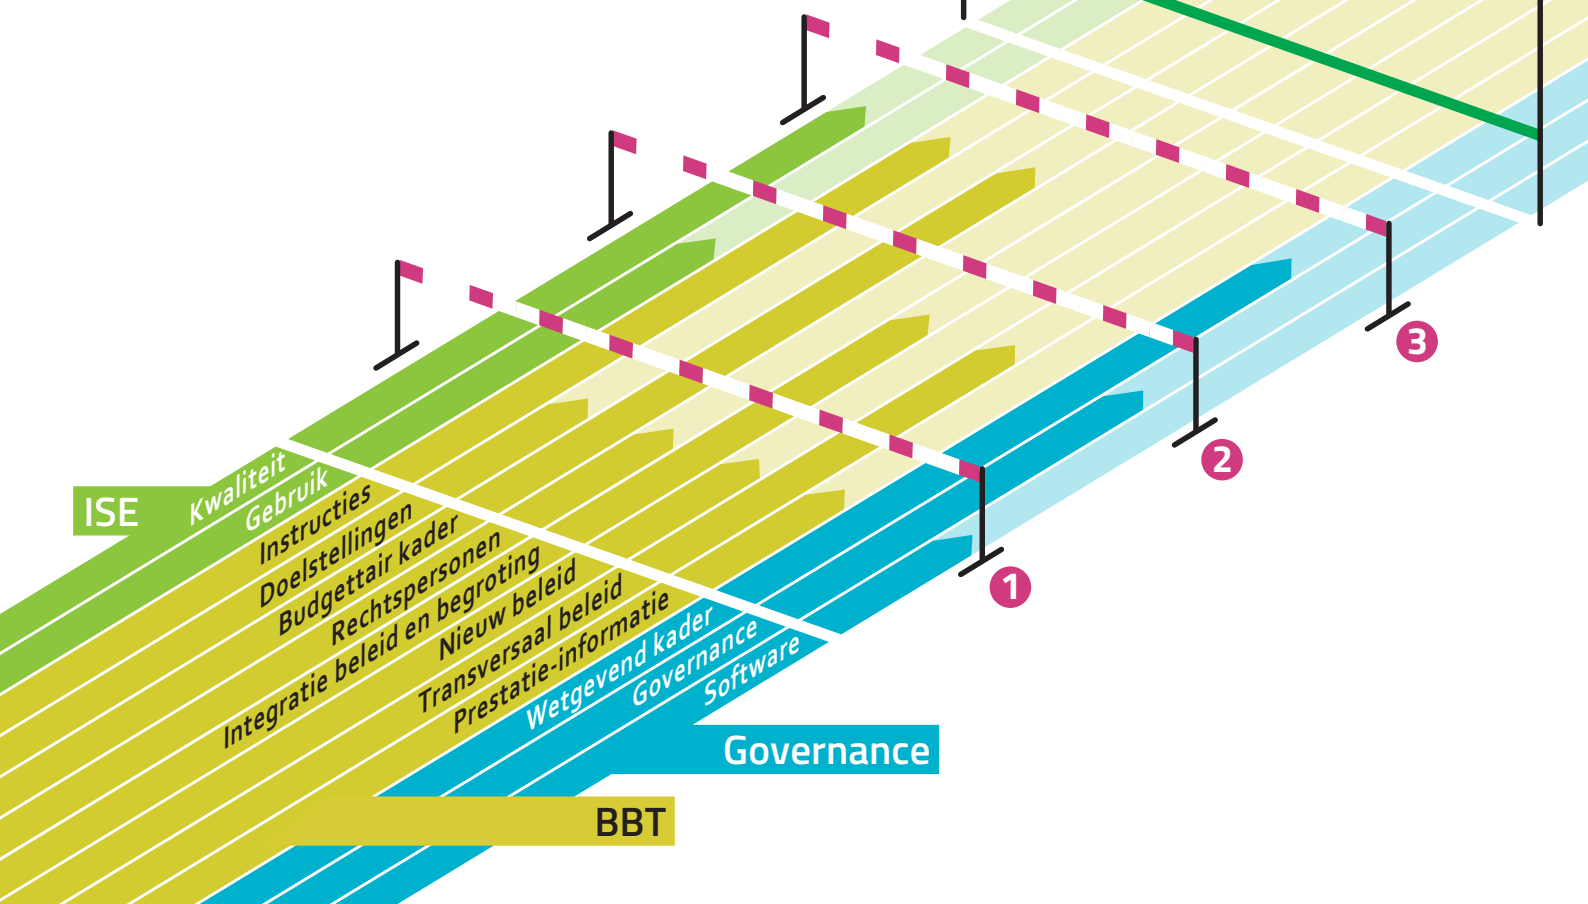 ISE
Kwaliteit
Gebruik
Instructies
Doelstellingen
Budgettair kader
Rechtspersonen
Integratie beleid en begroting
Nieuw beleid
Transversaal beleid
Prestatie-informatie
Wetgevend kader
Governance
Software
Governance
BBT
1
2
3